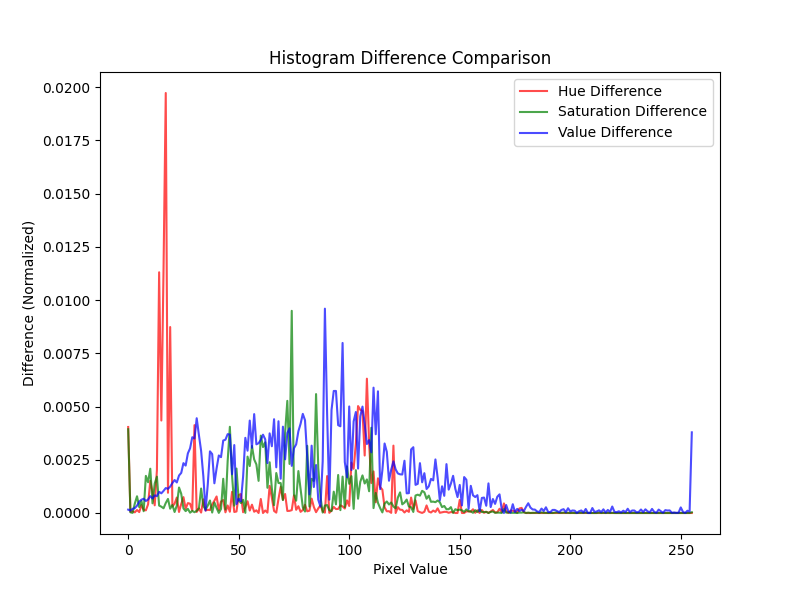 Histogram Difference Comparison
Hue Difference
Saturation Difference
Value Difference
Difference (Normalized)
0.0200
0.0175
0.0150
0.0125
0.0100
0.0075
0.0050
0.0025
0.0000
0 50 100 150 200 250
Pixel Value